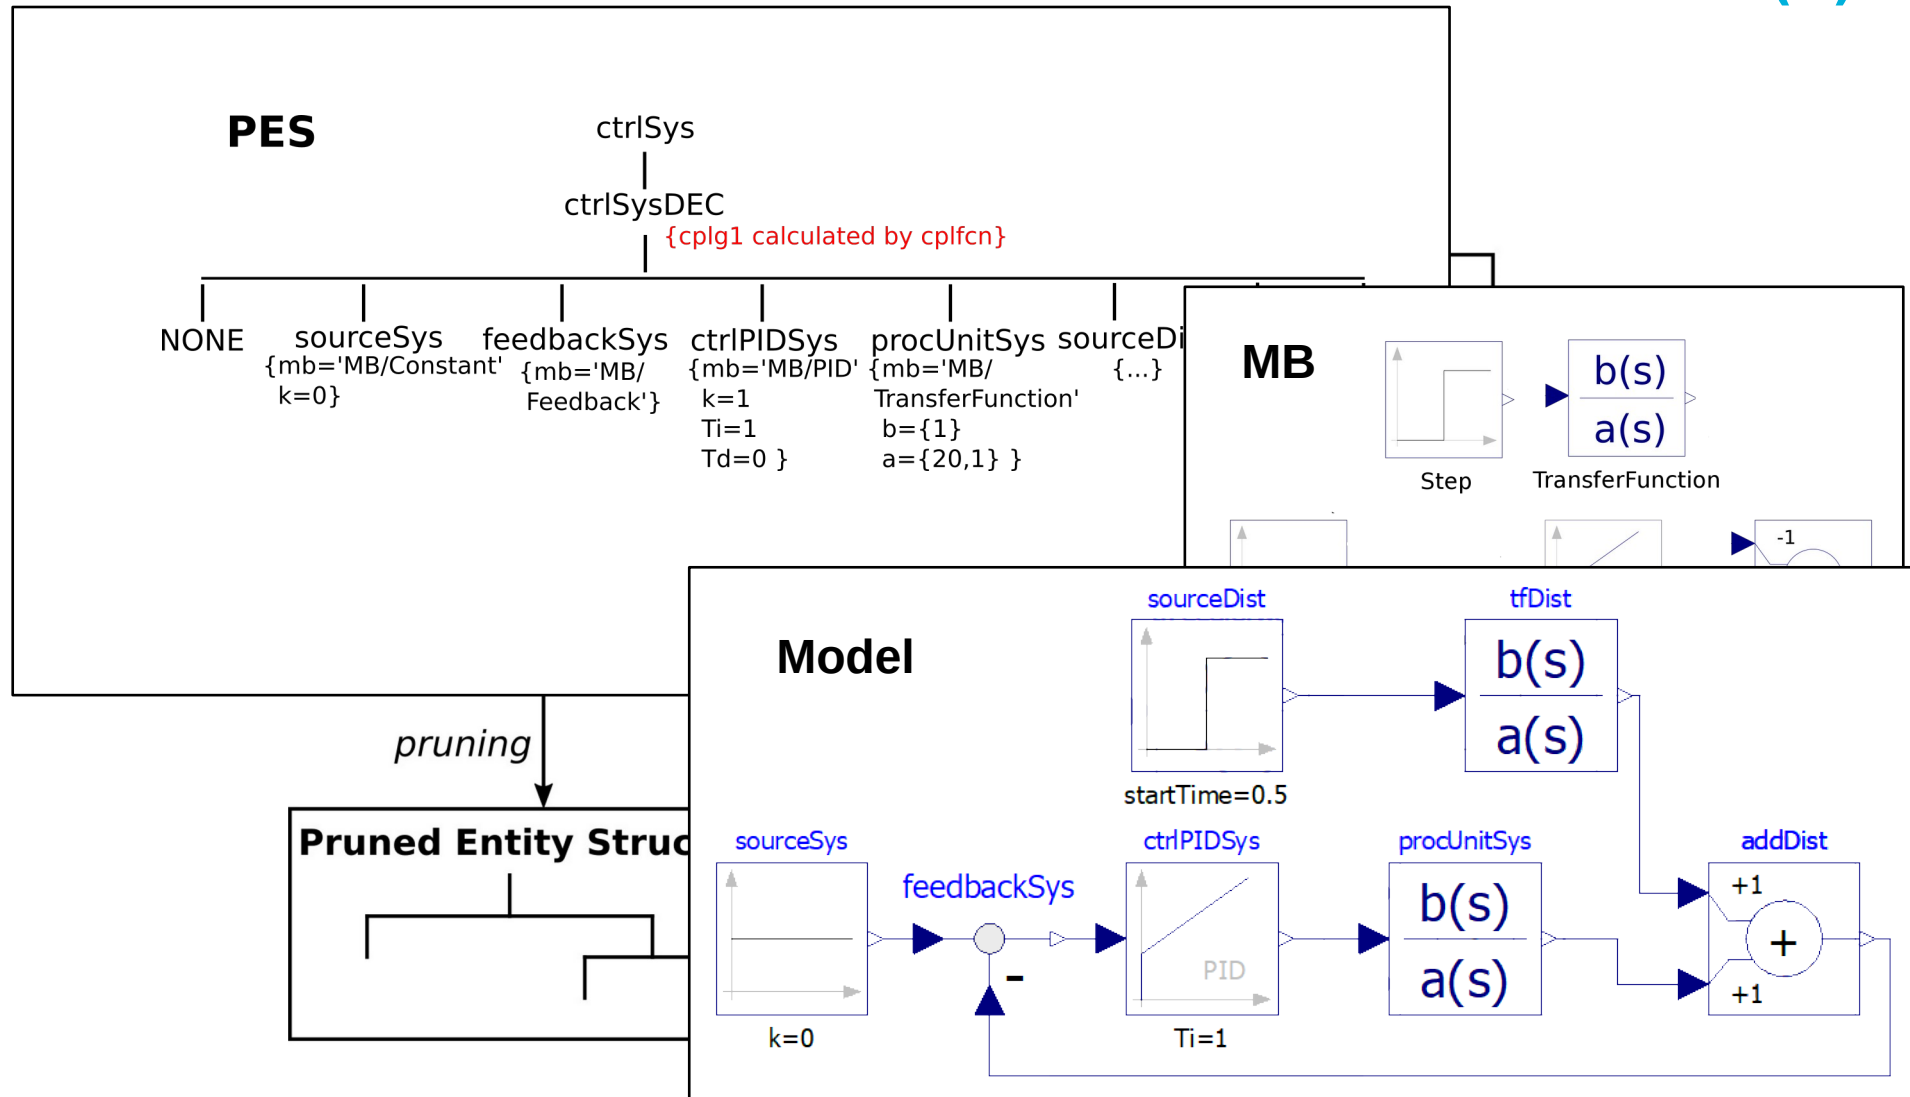 PES
ctrlSys
ctrlSysDEC
{cplg1 calculated by cplfcn}
NONE
sourceSys
{mb='MB/Constant'
k=0}
feedbackSys
{mb='MB/
Feedback'}
ctrlPIDSys
{mb='MB/PID'
k=1
Ti=1
Td=0 }
procUnitSys
{mb='MB/
TransferFunction'
b={1}
a={20,1} }
sourceDi
{...}
MB
Step
b(s)
a(s)
TransferFunction
-1
pruning
Pruned Entity Struc
Model
sourceDist
startTime=0.5
tfDist
b(s)
a(s)
sourceSys
k=0
feedbackSys
-
ctrlPIDSys
PID
Ti=1
procUnitSys
b(s)
a(s)
addDist
+1
+
+1